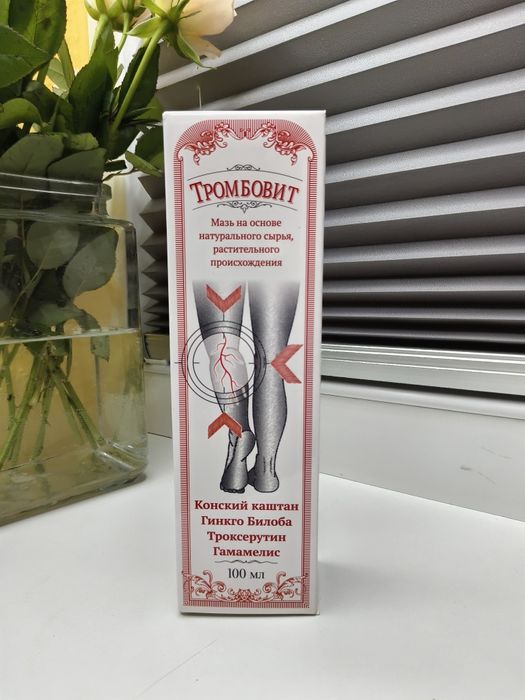 Тромбовит
Мазь на основе
натурального сырья,
растительного
происхождения
Конский каштан
Гинкго Билоба
Троксерутин
Гамамелис
100 мл